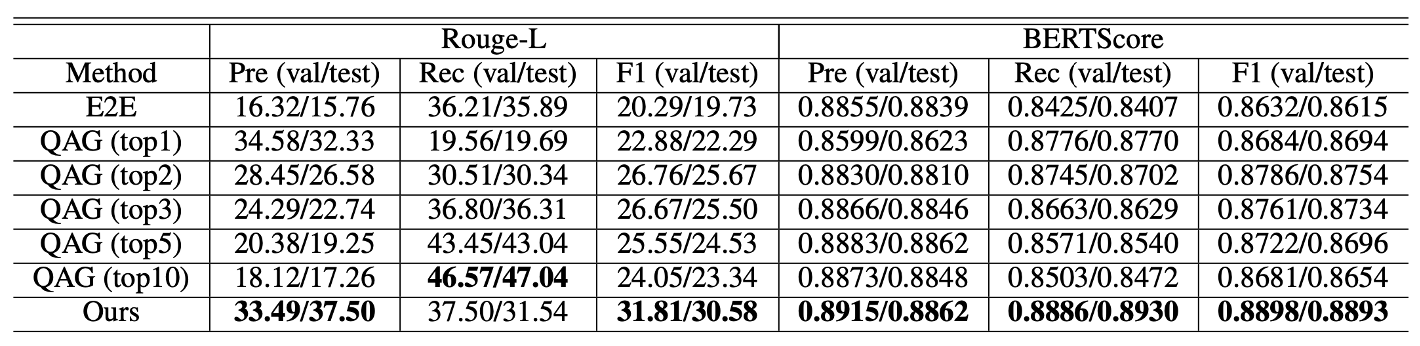 Rouge-L BERTScore
Method Pre (val/test) Rec (val/test) F1 (val/test) Pre (val/test) Rec (val/test) F1 (val/test)
E2E 16.32/15.76 36.21/35.89 20.29/19.73 0.8855/0.8839 0.8425/0.8407 0.8632/0.8615
QAG (top1) 34.58/32.33 19.56/19.69 22.88/22.29 0.8599/0.8623 0.8776/0.8770 0.8684/0.8694
QAG (top2) 28.45/26.58 30.51/30.34 26.76/25.67 0.8830/0.8810 0.8745/0.8702 0.8786/0.8754
QAG (top3) 24.29/22.74 36.80/36.31 26.67/25.50 0.8866/0.8846 0.8663/0.8629 0.8761/0.8734
QAG (top5) 20.38/19.25 43.45/43.04 25.55/24.53 0.8883/0.8862 0.8571/0.8540 0.8722/0.8696
QAG (top10) 18.12/17.26 46.57/47.04 24.05/23.34 0.8873/0.8848 0.8503/0.8472 0.8681/0.8654
Ours 33.49/37.50 37.50/31.54 31.81/30.58 0.8915/0.8862 0.8886/0.8930 0.8898/0.8893